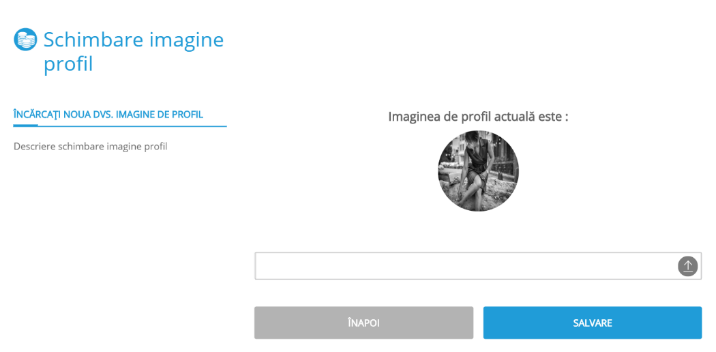 Schimbare imagine
profil
ÎNCĂRCAȚI NOUA DVS. IMAGINE DE PROFIL
Descriere schimbare imagine profil
Imaginea de profil actuală este :
ÎNAPOI
SALVARE